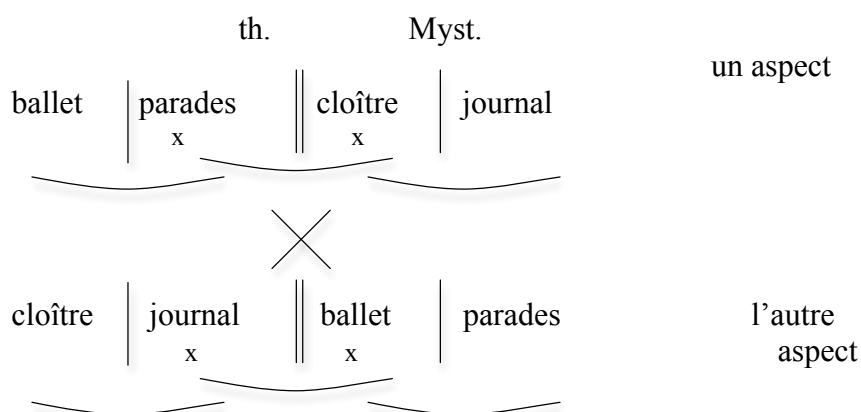 th. Myst.
un aspect
ballet parades cloître journal
x x
cloître journal ballet parades l'autre
x x aspect